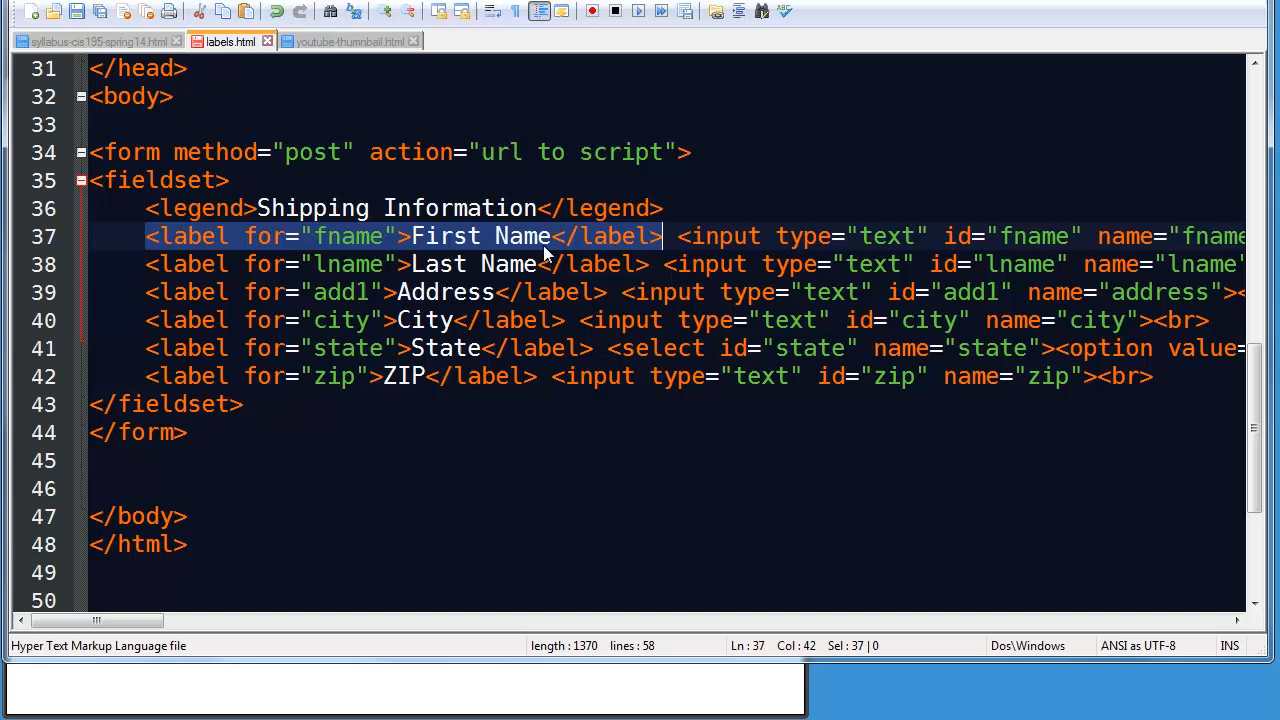 syllabus-cis195-spring14.html labels.html youtube-thumnbail.html
31 </head>
32 <body>
33
34 <form method="post" action="url to script">
35 <fieldset>
36 <legend>Shipping Information</legend>
37 <label for="fname">First Name</label> <input type="text" id="fname" name="fname
38 <label for="lname">Last Name</label> <input type="text" id="lname" name="lname"
39 <label for="add1">Address</label> <input type="text" id="add1" name="address"><
40 <label for="city">City</label> <input type="text" id="city" name="city"><br>
41 <label for="state">State</label> <select id="state" name="state"><option value=
42 <label for="zip">ZIP</label> <input type="text" id="zip" name="zip"><br>
43 </fieldset>
44 </form>
45
46
47 </body>
48 </html>
49
50
Hyper Text Markup Language file length : 1370 lines : 58 Ln : 37 Col : 42 Sel : 37 | 0 Dos\Windows ANSI as UTF-8 INS